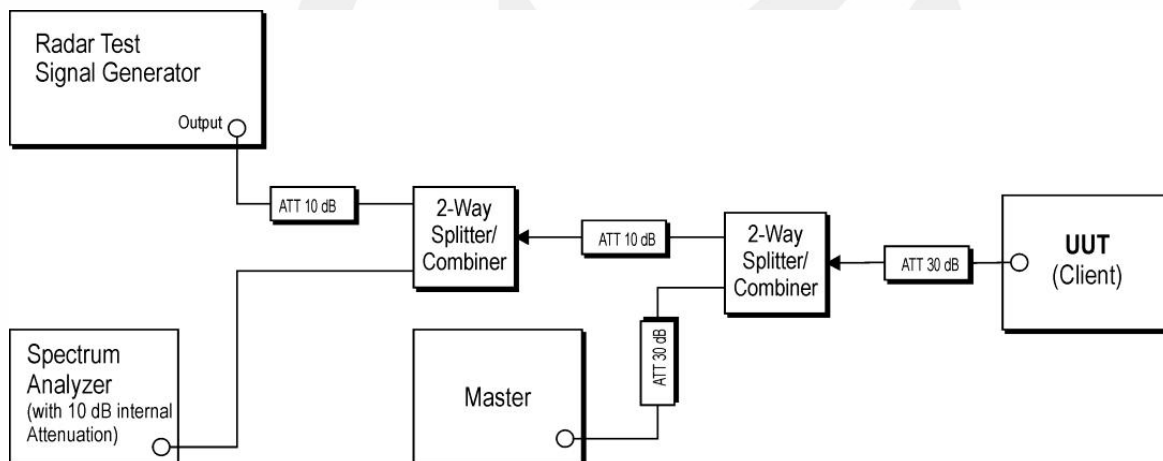 Radar Test
Signal Generator
Output
ATT 10 dB
2-Way
Splitter/
Combiner
ATT 10 dB
2-Way
Splitter/
Combiner
ATT 30 dB
UUT
(Client)
ATT 30 dB
Spectrum
Analyzer
(with 10 dB internal
Attenuation)
Master